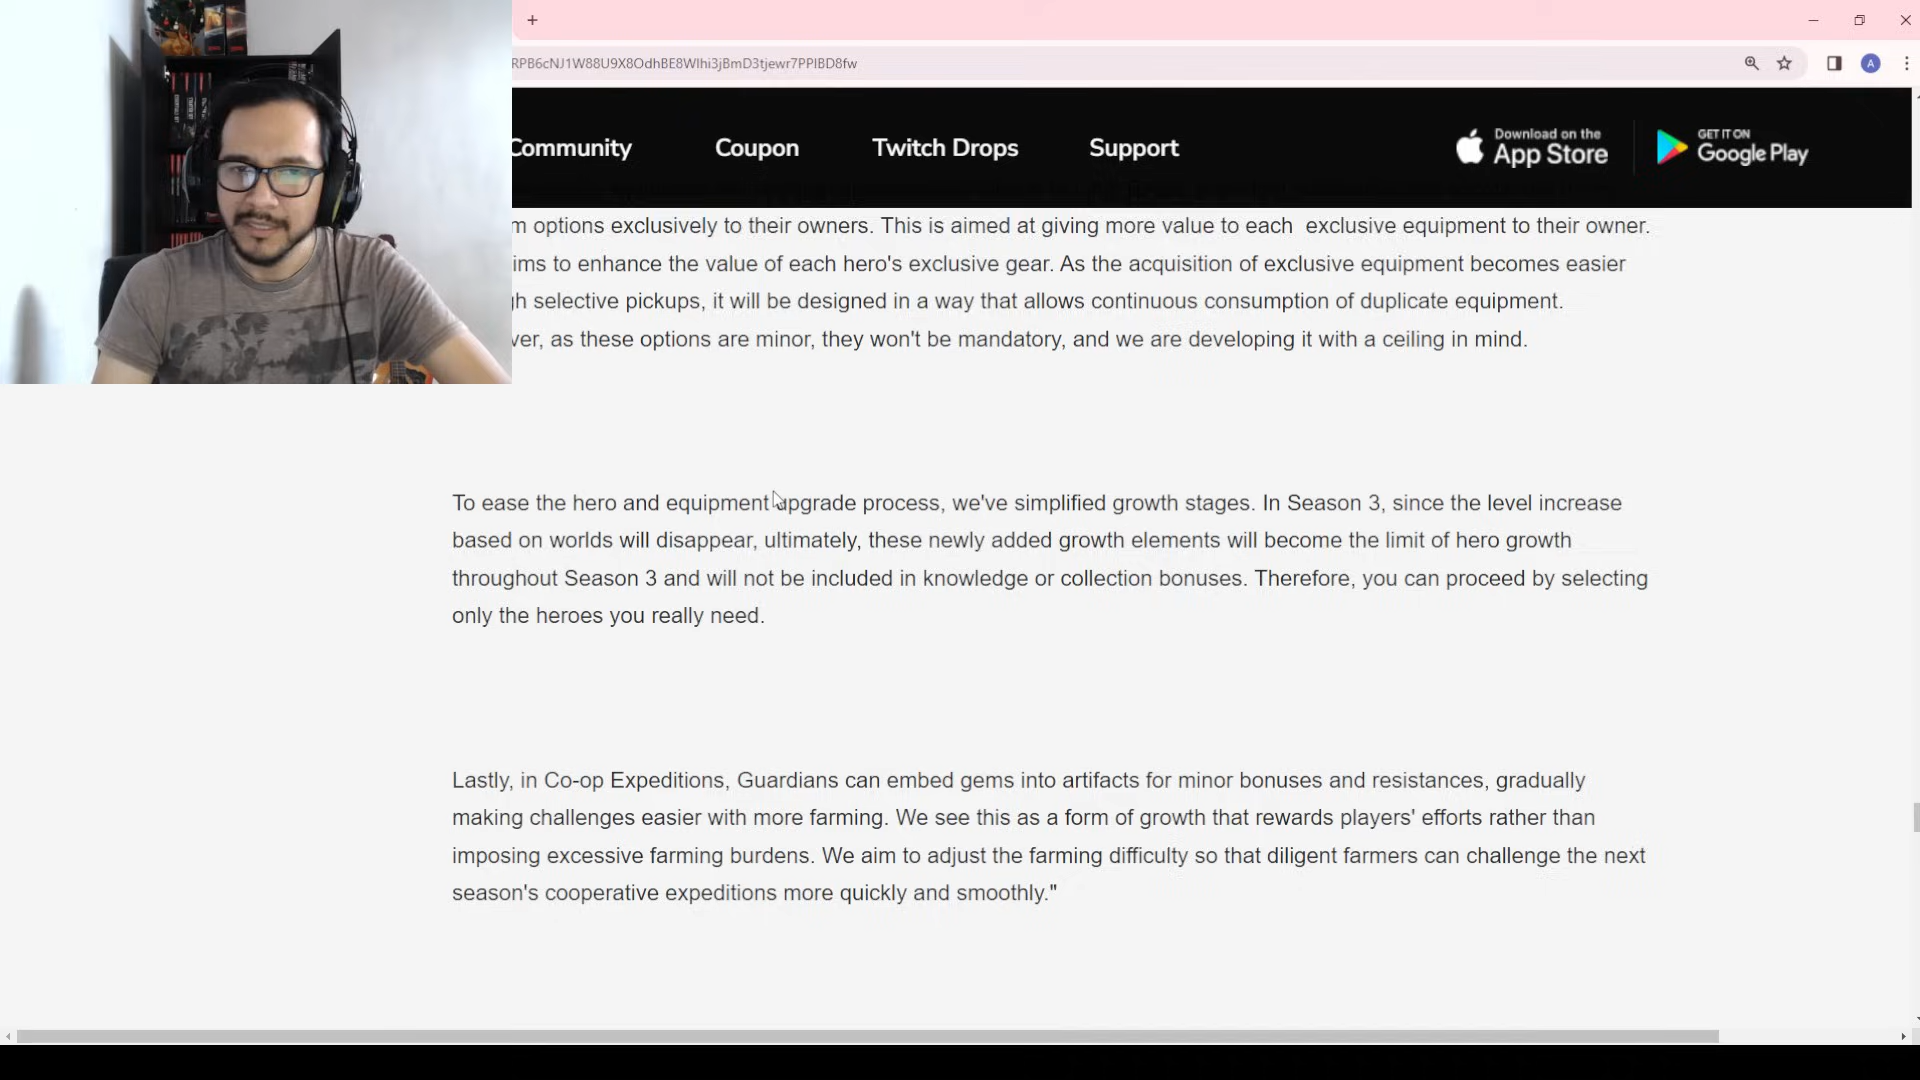 RPB6cNJ1W88U9X8OdhBE8WIhi3jBmD3tjewr7PPIBD8fw
A
Community Coupon Twitch Drops Support
Download on the App Store
GET IT ON Google Play
m options exclusively to their owners. This is aimed at giving more value to each exclusive equipment to their owner.
ims to enhance the value of each hero's exclusive gear. As the acquisition of exclusive equipment becomes easier
gh selective pickups, it will be designed in a way that allows continuous consumption of duplicate equipment.
ver, as these options are minor, they won't be mandatory, and we are developing it with a ceiling in mind.
To ease the hero and equipment upgrade process, we've simplified growth stages. In Season 3, since the level increase
based on worlds will disappear, ultimately, these newly added growth elements will become the limit of hero growth
throughout Season 3 and will not be included in knowledge or collection bonuses. Therefore, you can proceed by selecting
only the heroes you really need.
Lastly, in Co-op Expeditions, Guardians can embed gems into artifacts for minor bonuses and resistances, gradually
making challenges easier with more farming. We see this as a form of growth that rewards players' efforts rather than
imposing excessive farming burdens. We aim to adjust the farming difficulty so that diligent farmers can challenge the next
season's cooperative expeditions more quickly and smoothly."